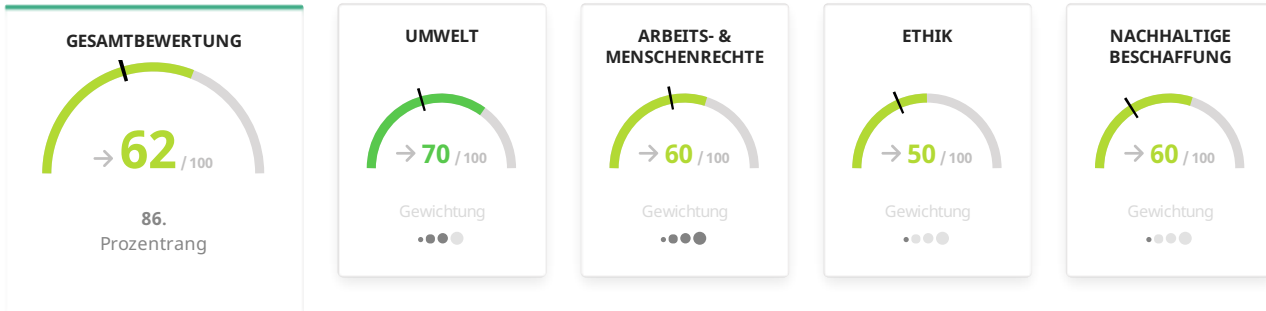 GESAMTBEWERTUNG
62 / 100
86.
Prozentrang
UMWELT
70 / 100
Gewichtung
ARBEITS- &
MENSCHENRECHTE
60 / 100
Gewichtung
ETHIK
50 / 100
Gewichtung
NACHHALTIGE
BESCHAFFUNG
60 / 100
Gewichtung